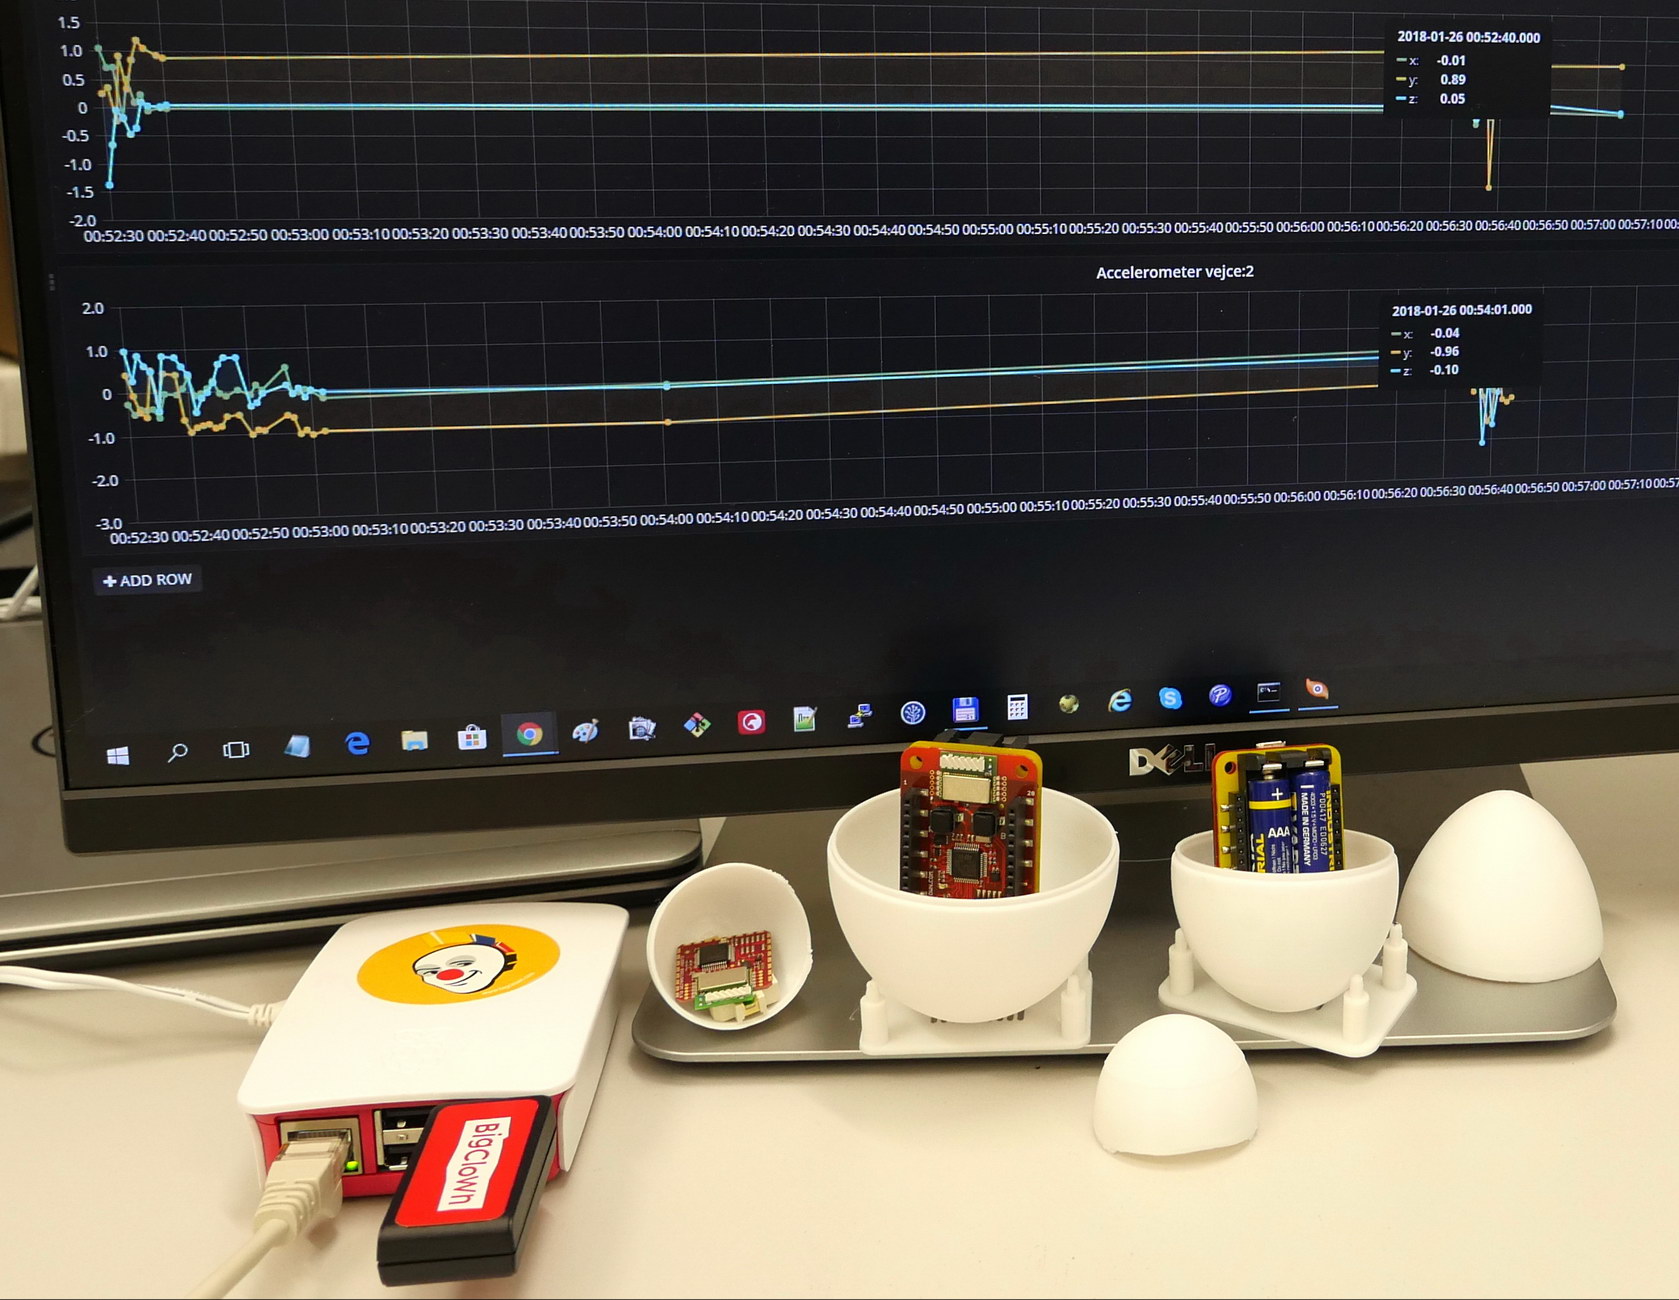 1.5
1.0
0.5
0
-0.5
-1.0
-1.5
-2.0
2018-01-26 00:52:40.000
x: -0.01
y: 0.89
z: 0.05
00:52:30 00:52:40 00:52:50 00:53:00 00:53:10 00:53:20 00:53:30 00:53:40 00:53:50 00:54:00 00:54:10 00:54:20 00:54:30 00:54:40 00:54:50 00:55:00 00:55:10 00:55:20 00:55:30 00:55:40 00:55:50 00:56:00 00:56:10 00:56:20 00:56:30 00:56:40 00:56:50 00:57:00 00:57:10
Accelerometer vejce:2
2.0
1.0
0
-1.0
-2.0
-3.0
2018-01-26 00:54:01.000
x: -0.04
y: -0.96
z: -0.10
00:52:30 00:52:40 00:52:50 00:53:00 00:53:10 00:53:20 00:53:30 00:53:40 00:53:50 00:54:00 00:54:10 00:54:20 00:54:30 00:54:40 00:54:50 00:55:00 00:55:10 00:55:20 00:55:30 00:55:40 00:55:50 00:56:00 00:56:10 00:56:20 00:56:30 00:56:40 00:56:50 00:57:00 00:57:10
+ ADD ROW
DELL
AAA
MADE IN GERMANY
BigClown